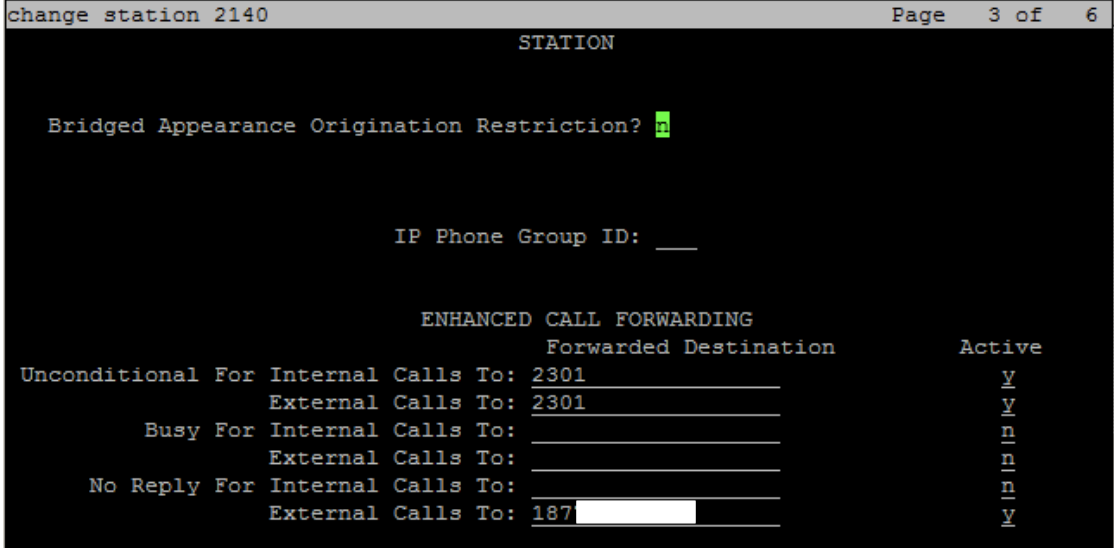 change station 2140 Page 3 of 6
STATION
Bridged Appearance Origination Restriction? n
IP Phone Group ID:
ENHANCED CALL FORWARDING
Forwarded Destination Active
Unconditional For Internal Calls To: 2301 y
External Calls To: 2301 y
Busy For Internal Calls To: n
External Calls To: n
No Reply For Internal Calls To: n
External Calls To: 187 y